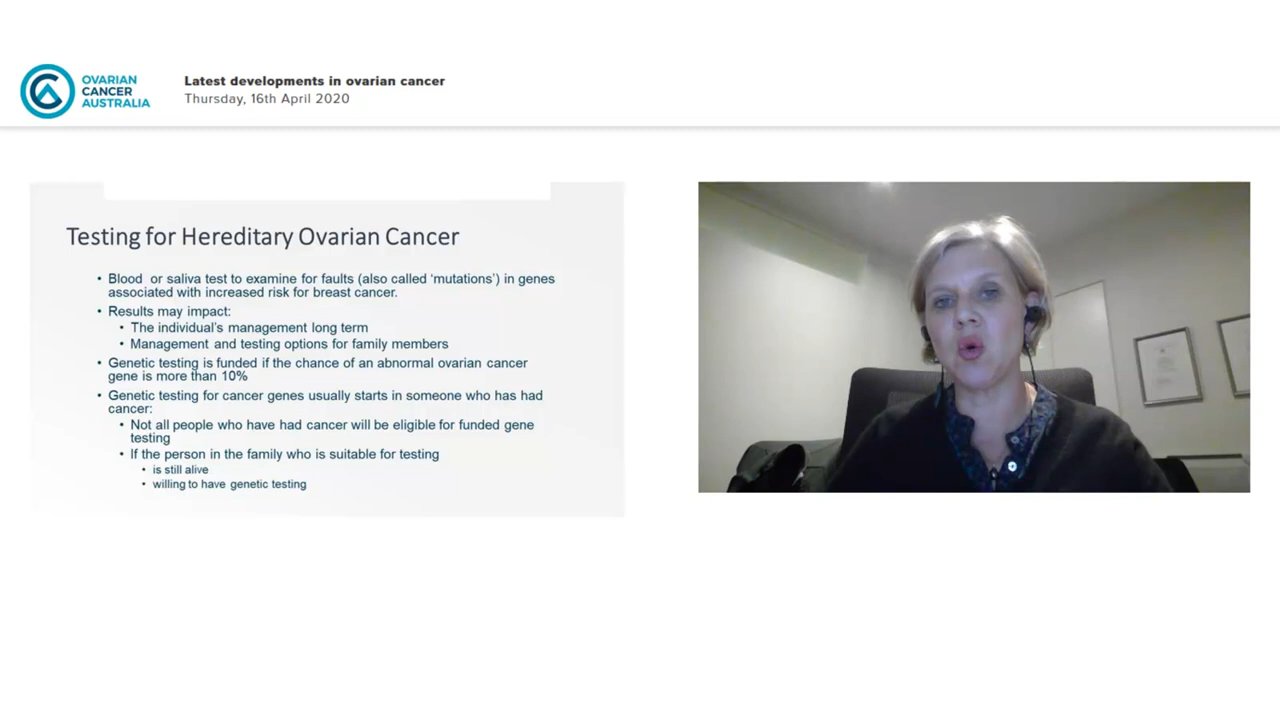 OVARIAN
CANCER
AUSTRALIA
Latest developments in ovarian cancer
Thursday, 16th April 2020
Testing for Hereditary Ovarian Cancer
• Blood or saliva test to examine for faults (also called ‘mutations’) in genes
associated with increased risk for breast cancer.
• Results may impact:
• The individual’s management long term
• Management and testing options for family members
• Genetic testing is funded if the chance of an abnormal ovarian cancer
gene is more than 10%
• Genetic testing for cancer genes usually starts in someone who has had
cancer:
• Not all people who have had cancer will be eligible for funded gene
testing
• If the person in the family who is suitable for testing
• is still alive
• willing to have genetic testing